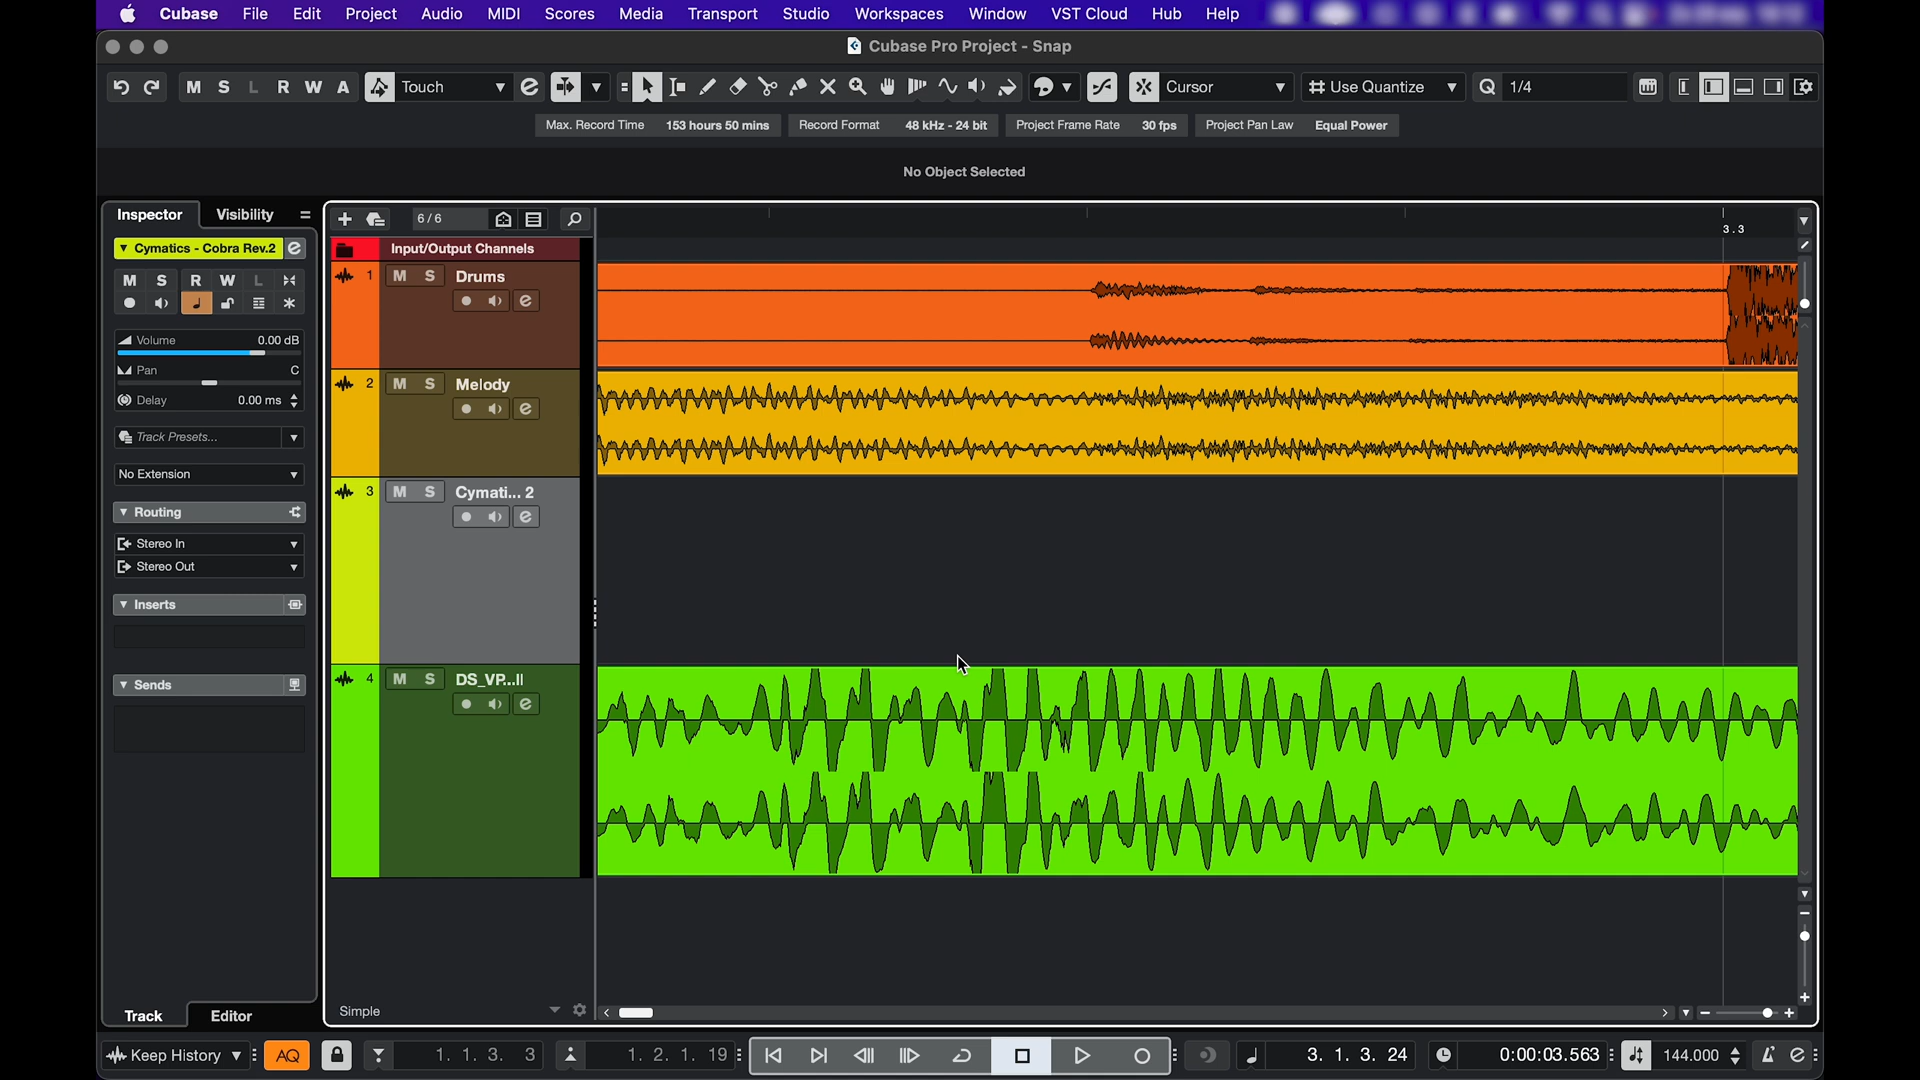 Cubase File Edit Project Audio MIDI Scores Media Transport Studio Workspaces Window VST Cloud Hub Help
Cubase Pro Project - Snap
M S L R W A Touch Cursor Use Quantize Q 1/4
Max. Record Time 153 hours 50 mins Record Format 48 kHz - 24 bit Project Frame Rate 30 fps Project Pan Law Equal Power
No Object Selected
Inspector Visibility
6/6
3.3
Cymatics - Cobra Rev.2
Input/Output Channels
M S R W L
1 M S Drums
Volume 0.00 dB
Pan C
Delay 0.00 ms
2 M S Melody
Track Presets...
No Extension
3 M S Cymati... 2
Routing
Stereo In
Stereo Out
Inserts
Sends
4 M S DS_VP...ll
Simple
Track Editor
Keep History AQ 1. 1. 3. 3 1. 2. 1. 19 3. 1. 3. 24 0:00:03.563 144.000